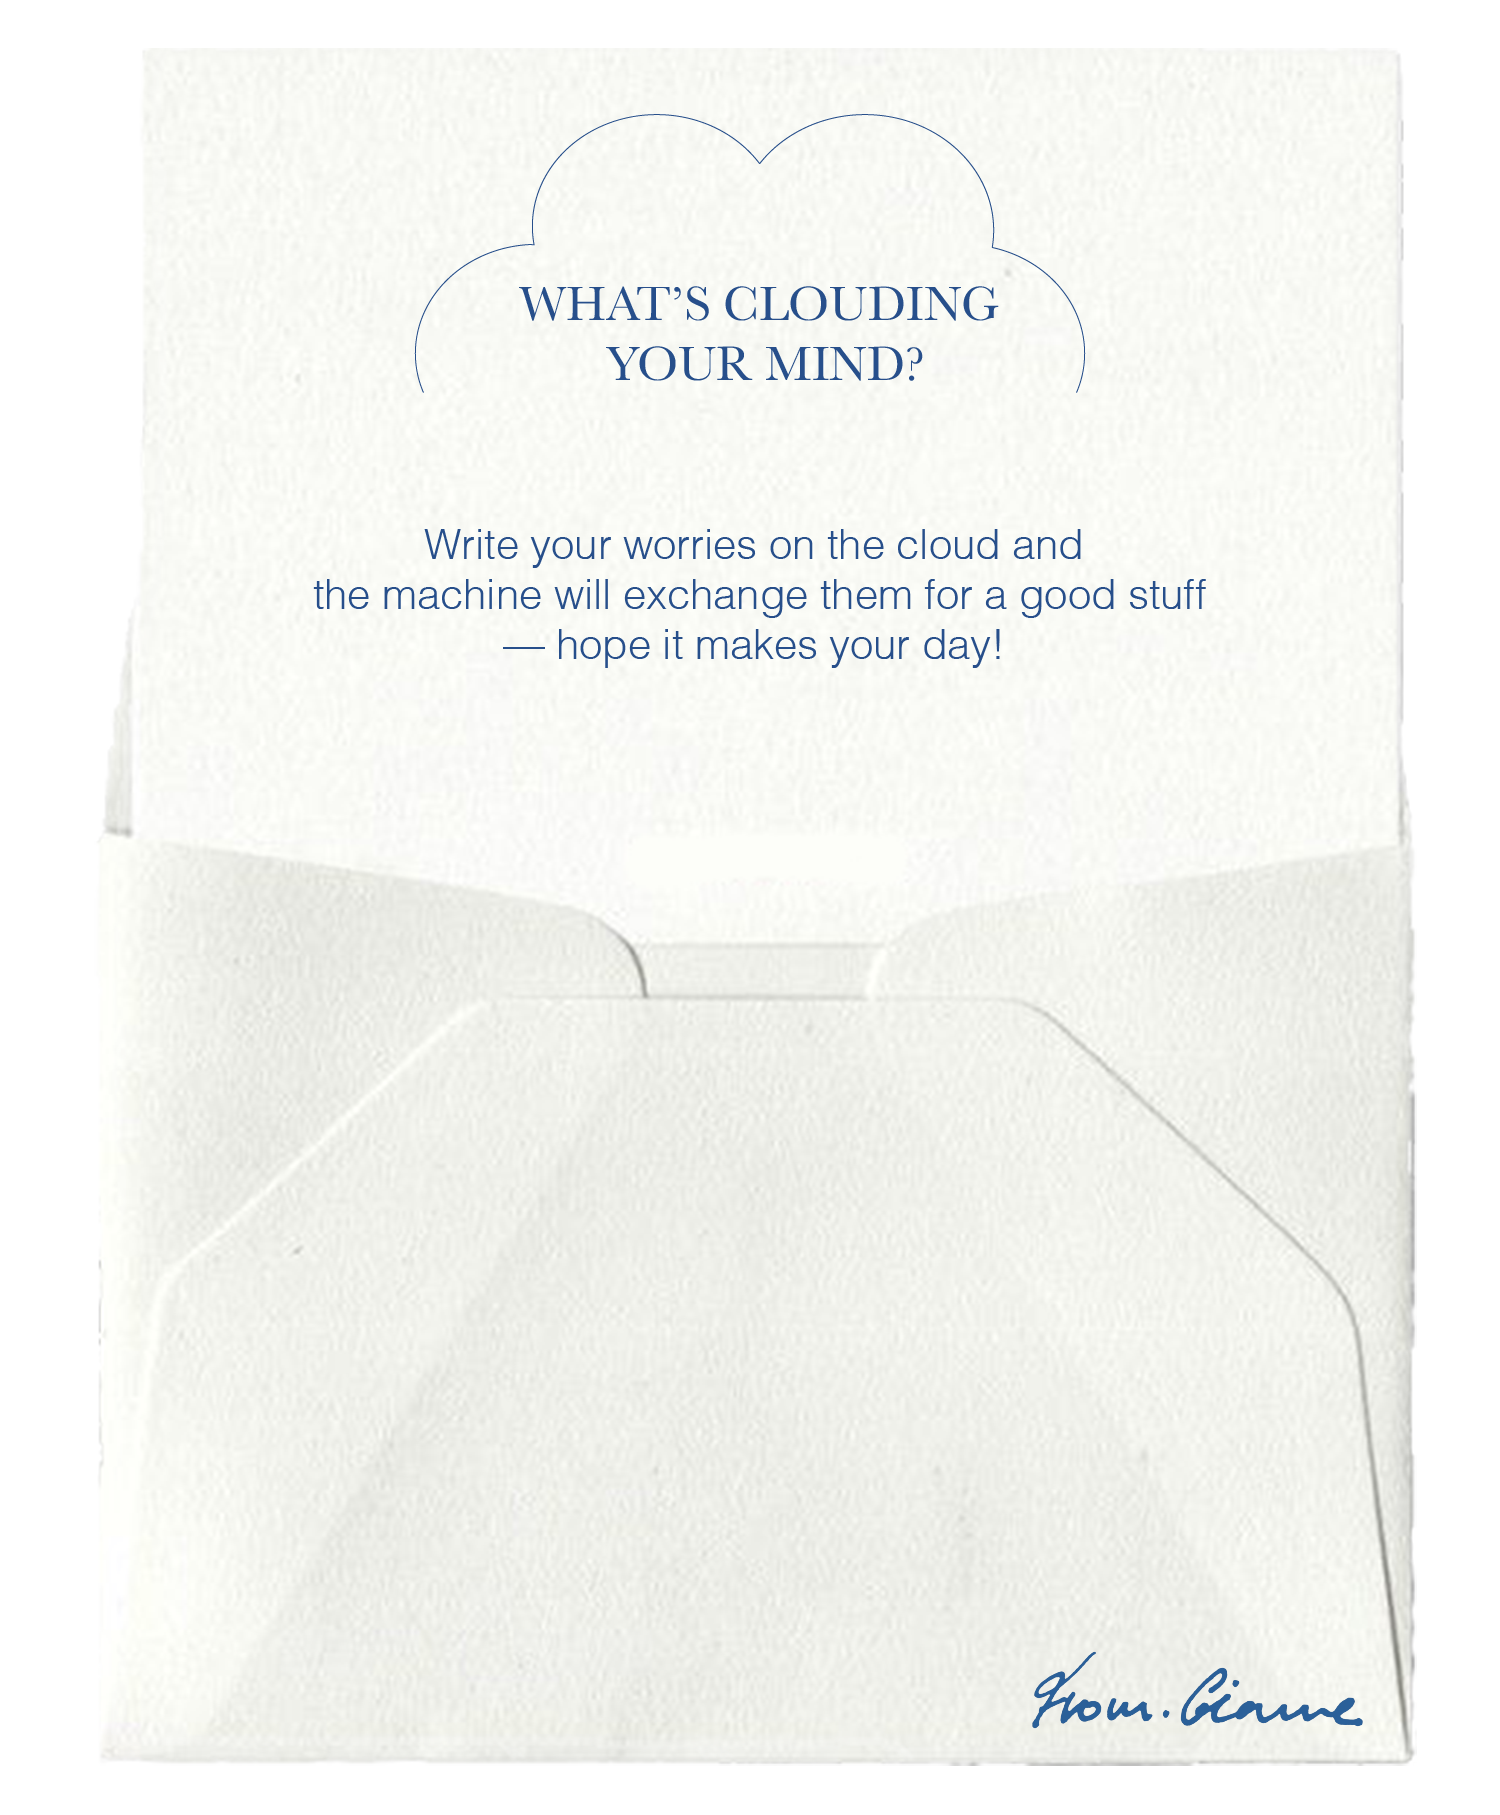 WHAT’S CLOUDING
YOUR MIND?
Write your worries on the cloud and
the machine will exchange them for a good stuff
— hope it makes your day!
From. Cianne